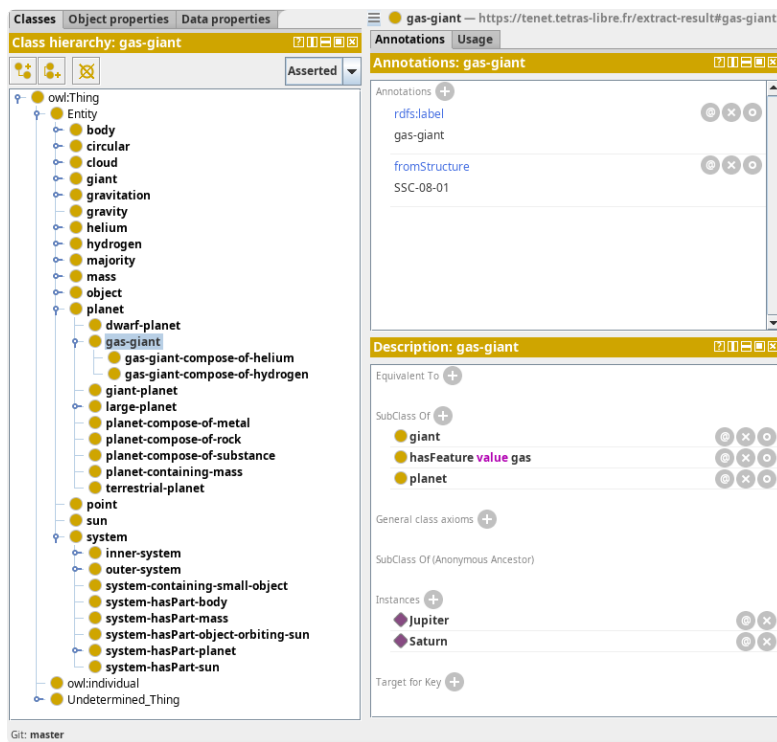 Classes Object properties Data properties
Class hierarchy: gas-giant
Asserted
owl:Thing
Entity
body
circular
cloud
giant
gravitation
gravity
helium
hydrogen
majority
mass
object
planet
dwarf-planet
gas-giant
gas-giant-compose-of-helium
gas-giant-compose-of-hydrogen
giant-planet
large-planet
planet-compose-of-metal
planet-compose-of-rock
planet-compose-of-substance
planet-containing-mass
terrestrial-planet
point
sun
system
inner-system
outer-system
system-containing-small-object
system-hasPart-body
system-hasPart-mass
system-hasPart-object-orbiting-sun
system-hasPart-planet
system-hasPart-sun
owl:individual
Undetermined_Thing
Git: master
gas-giant — https://tenet.tetras-libre.fr/extract-result#gas-giant
Annotations Usage
Annotations: gas-giant
Annotations
rdfs:label
gas-giant
fromStructure
SSC-08-01
Description: gas-giant
Equivalent To
SubClass Of
giant
hasFeature value gas
planet
General class axioms
SubClass Of (Anonymous Ancestor)
Instances
Jupiter
Saturn
Target for Key